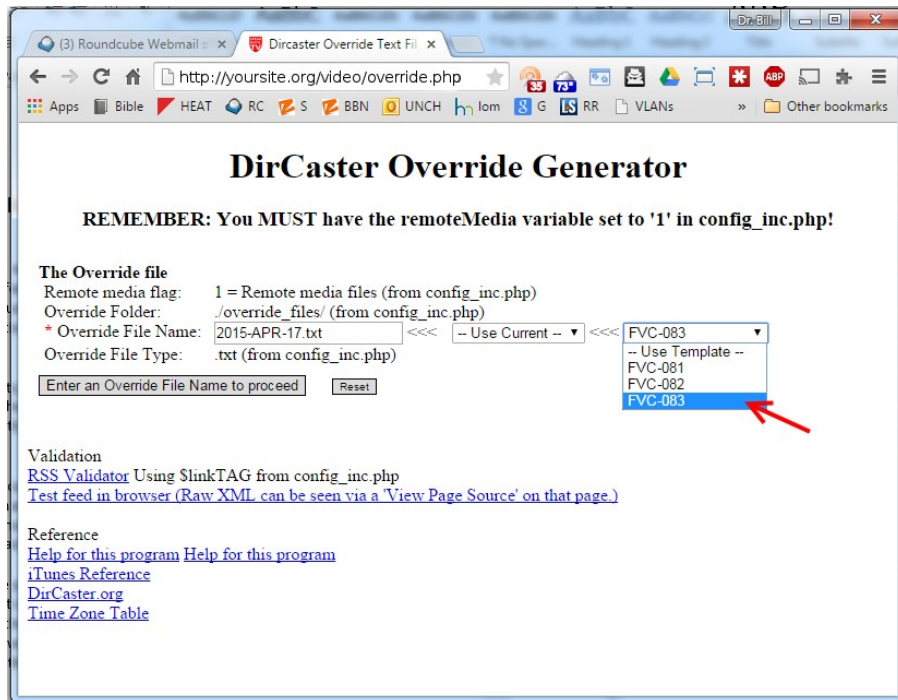 Dr. Bill
(3) Roundcube Webmail ::
Dircaster Override Text Fil
http://yoursite.org/video/override.php
35
73°
ABP
Apps Bible HEAT RC S BBN UNCH Iom G RR VLANs » Other bookmarks
DirCaster Override Generator
REMEMBER: You MUST have the remoteMedia variable set to '1' in config_inc.php!
The Override file
Remote media flag: 1 = Remote media files (from config_inc.php)
Override Folder: ./override_files/ (from config_inc.php)
* Override File Name: 2015-APR-17.txt <<< -- Use Current -- <<< FVC-083
Override File Type: .txt (from config_inc.php)
-- Use Template --
FVC-081
FVC-082
FVC-083
Enter an Override File Name to proceed Reset
Validation
RSS Validator Using $linkTAG from config_inc.php
Test feed in browser (Raw XML can be seen via a 'View Page Source' on that page.)
Reference
Help for this program Help for this program
iTunes Reference
DirCaster.org
Time Zone Table